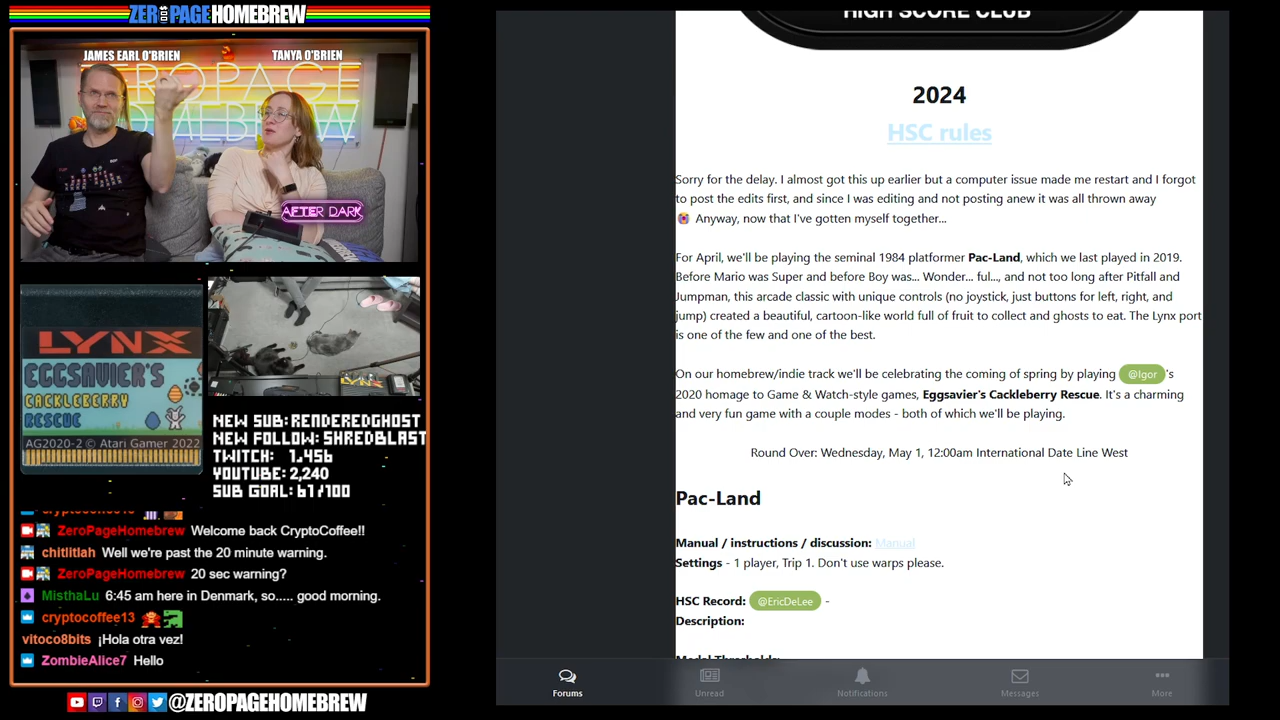 ZERO PAGE HOMEBREW
JAMES EARL O'BRIEN
TANYA O'BRIEN
AFTER DARK
LYNX
EGGSAVIER'S
CACKLEBERRY
RESCUE
AG2020-2 © Atari Gamer 2022
LYNX
NEW SUB: RENDEREDGHOST
NEW FOLLOW: SHREDBLAST
TWITCH: 1,456
YOUTUBE: 2,240
SUB GOAL: 67/100
cryptocoffee13
ZeroPageHomebrew Welcome back CryptoCoffee!!
chitlitlah Well we're past the 20 minute warning.
ZeroPageHomebrew 20 sec warning?
MisthaLu 6:45 am here in Denmark, so..... good morning.
cryptocoffee13
vitoco8bits ¡Hola otra vez!
ZombieAlice7 Hello
@ZEROPAGEHOMEBREW
HIGH SCORE CLUB
2024
HSC rules
Sorry for the delay. I almost got this up earlier but a computer issue made me restart and I forgot
to post the edits first, and since I was editing and not posting anew it was all thrown away
Anyway, now that I've gotten myself together...
For April, we'll be playing the seminal 1984 platformer Pac-Land, which we last played in 2019.
Before Mario was Super and before Boy was... Wonder... ful..., and not too long after Pitfall and
Jumpman, this arcade classic with unique controls (no joystick, just buttons for left, right, and
jump) created a beautiful, cartoon-like world full of fruit to collect and ghosts to eat. The Lynx port
is one of the few and one of the best.
On our homebrew/indie track we'll be celebrating the coming of spring by playing @Igor 's
2020 homage to Game & Watch-style games, Eggsavier's Cackleberry Rescue. It's a charming
and very fun game with a couple modes - both of which we'll be playing.
Round Over: Wednesday, May 1, 12:00am International Date Line West
Pac-Land
Manual / instructions / discussion: Manual
Settings - 1 player, Trip 1. Don't use warps please.
HSC Record: @EricDeLee -
Description:
Medal Thresholds:
Forums
Unread
Notifications
Messages
More